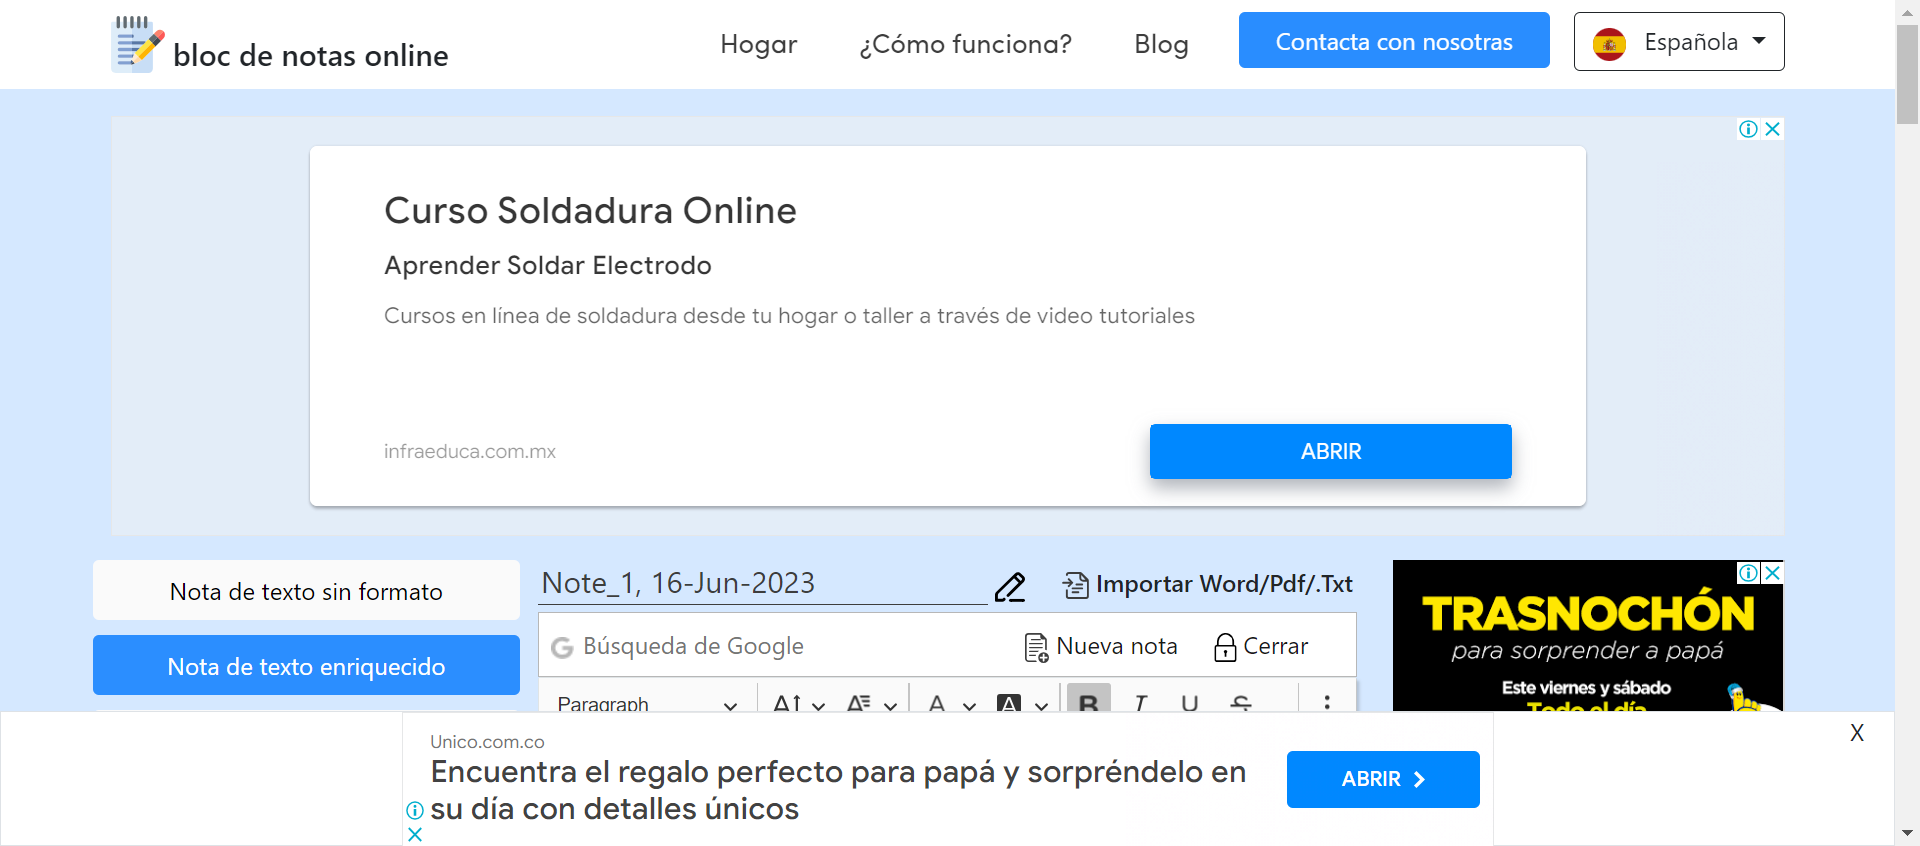 bloc de notas online
Hogar
¿Cómo funciona?
Blog
Contacta con nosotras
Española
Curso Soldadura Online
Aprender Soldar Electrodo
Cursos en línea de soldadura desde tu hogar o taller a través de video tutoriales
infraeduca.com.mx
ABRIR
Nota de texto sin formato
Nota de texto enriquecido
Note_1, 16-Jun-2023
Importar Word/Pdf/.Txt
G Búsqueda de Google
Nueva nota
Cerrar
Paragraph
A A A A B I U S
TRASNOCHÓN
para sorprender a papá
Este viernes y sábado
Todo el día
Unico.com.co
Encuentra el regalo perfecto para papá y sorpréndelo en
su día con detalles únicos
ABRIR
X